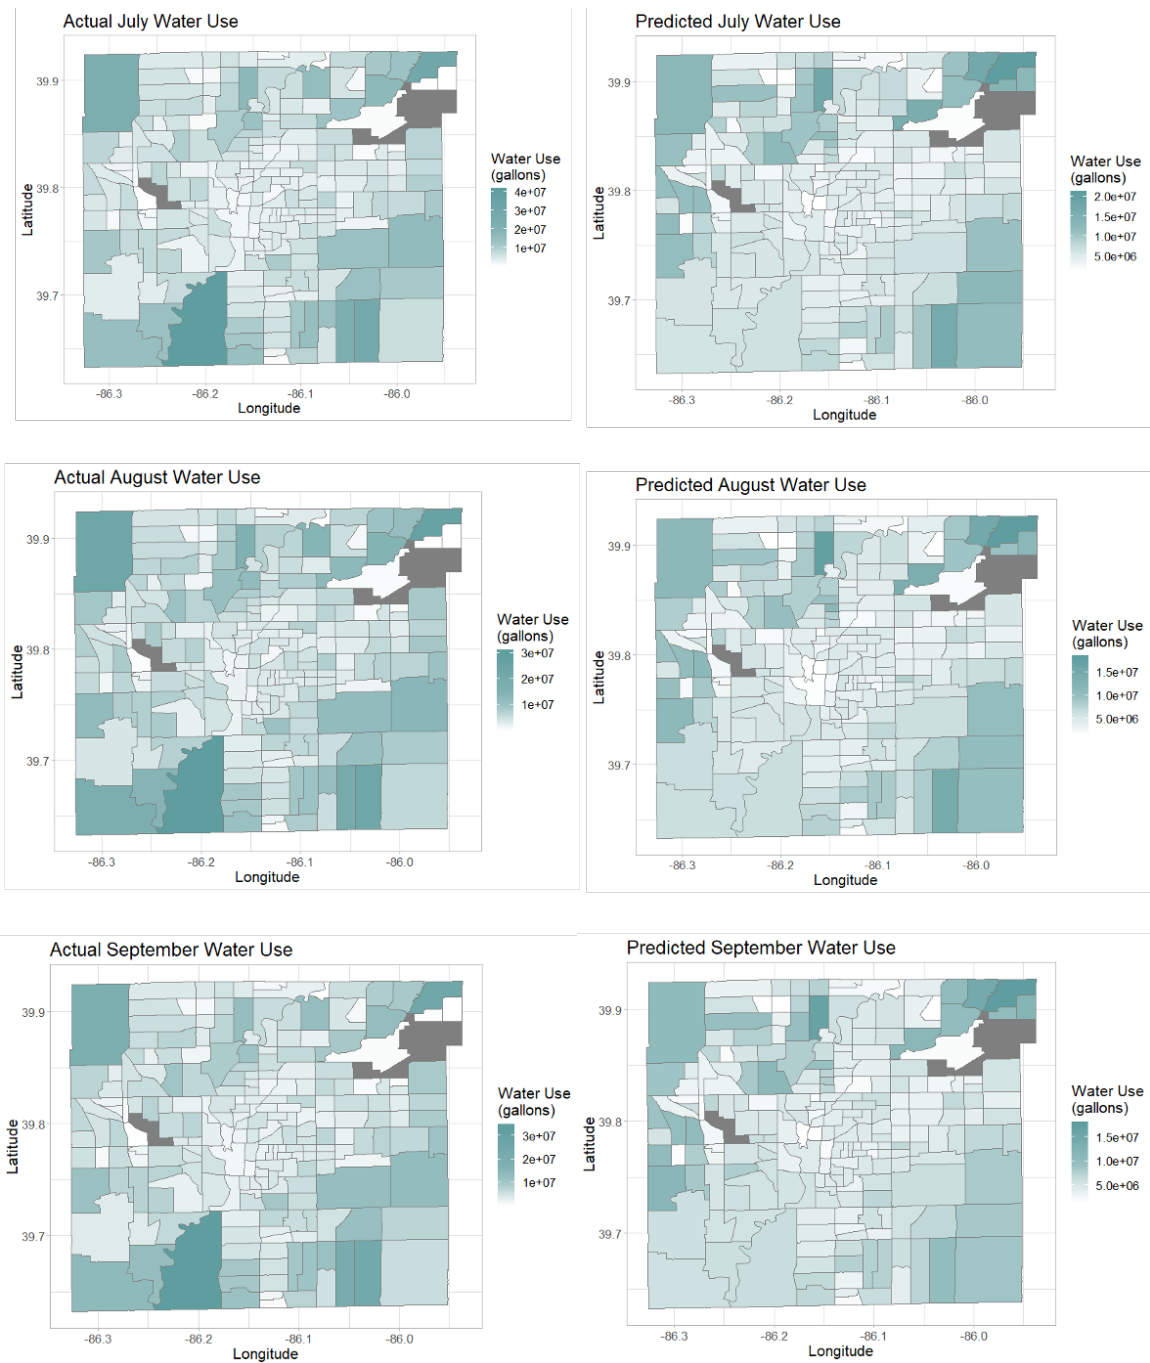 Actual July Water Use
39.9
39.8
39.7
Latitude
-86.3
-86.2
-86.1
-86.0
Longitude
Water Use
(gallons)
4e+07
3e+07
2e+07
1e+07
Predicted July Water Use
39.9
39.8
39.7
Latitude
-86.3
-86.2
-86.1
-86.0
Longitude
Water Use
(gallons)
2.0e+07
1.5e+07
1.0e+07
5.0e+06
Actual August Water Use
39.9
39.8
39.7
Latitude
-86.3
-86.2
-86.1
-86.0
Longitude
Water Use
(gallons)
3e+07
2e+07
1e+07
Predicted August Water Use
39.9
39.8
39.7
Latitude
-86.3
-86.2
-86.1
-86.0
Longitude
Water Use
(gallons)
1.5e+07
1.0e+07
5.0e+06
Actual September Water Use
39.9
39.8
39.7
Latitude
-86.3
-86.2
-86.1
-86.0
Longitude
Water Use
(gallons)
3e+07
2e+07
1e+07
Predicted September Water Use
39.9
39.8
39.7
Latitude
-86.3
-86.2
-86.1
-86.0
Longitude
Water Use
(gallons)
1.5e+07
1.0e+07
5.0e+06